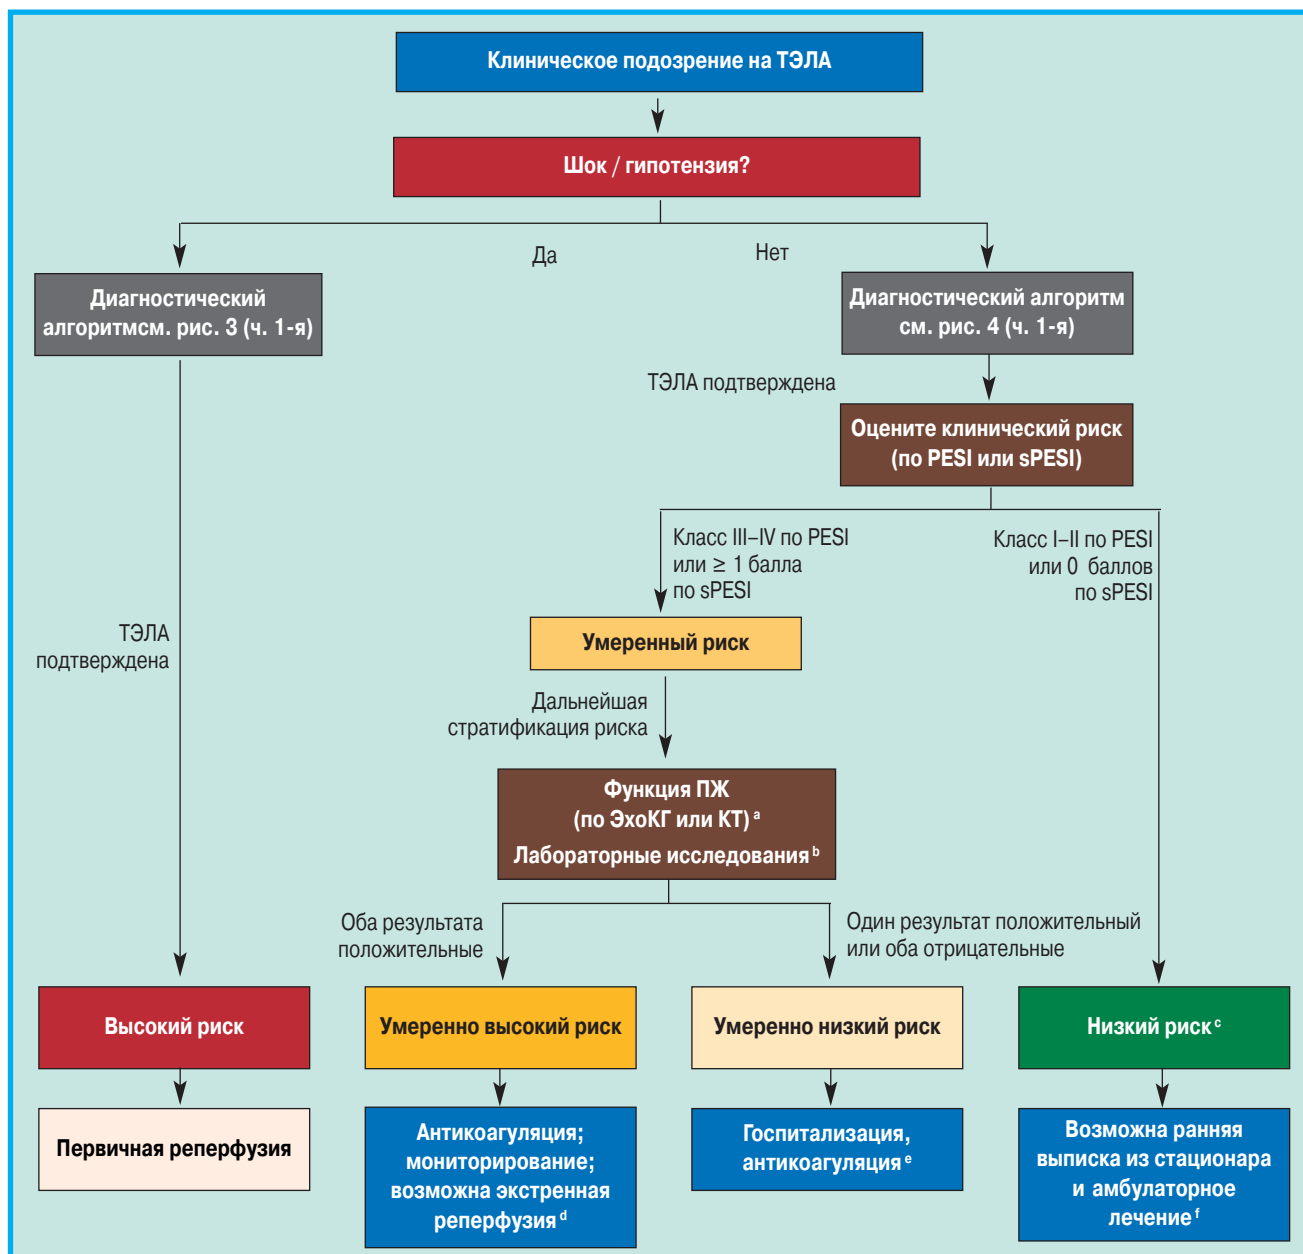 Клиническое подозрение на ТЭЛА
Шок / гипотензия?
Да
Нет
Диагностический
алгоритмсм. рис. 3 (ч. 1-я)
Диагностический алгоритм
см. рис. 4 (ч. 1-я)
ТЭЛА подтверждена
Оцените клинический риск
(по PESI или sPESI)
Класс III–IV по PESI
или ≥ 1 балла
по sPESI
Класс I–II по PESI
или 0 баллов
по sPESI
ТЭЛА
подтверждена
Умеренный риск
Дальнейшая
стратификация риска
Функция ПЖ
(по ЭхоКГ или КТ) a
Лабораторные исследования b
Оба результата
положительные
Один результат положительный
или оба отрицательные
Высокий риск
Умеренно высокий риск
Умеренно низкий риск
Низкий риск c
Первичная реперфузия
Антикоагуляция;
мониторирование;
возможна экстренная
реперфузия d
Госпитализация,
антикоагуляция e
Возможна ранняя
выписка из стационара
и амбулаторное
лечение f